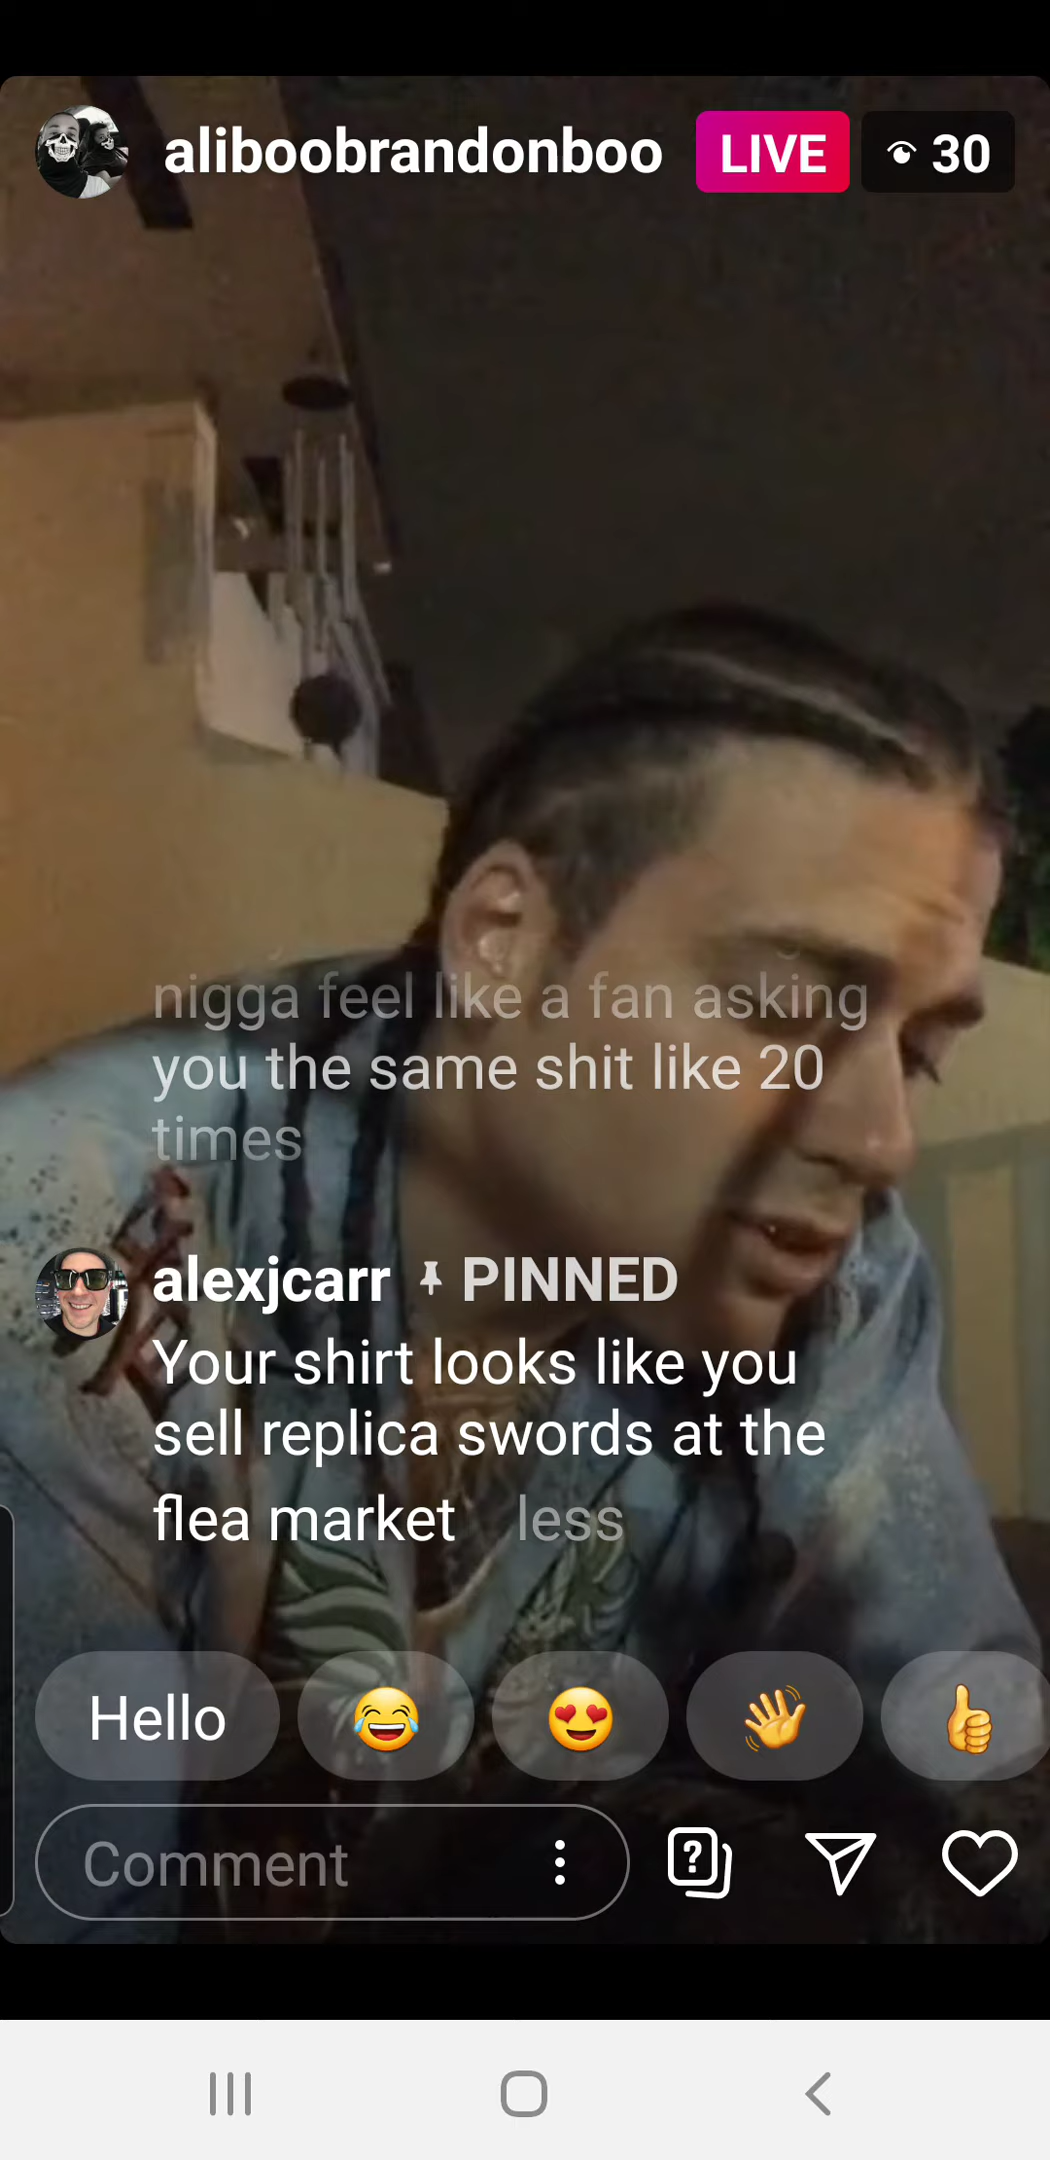 aliboobrandonboo LIVE 30
nigga feel like a fan asking
you the same shit like 20
times
alexjcarr PINNED
Your shirt looks like you
sell replica swords at the
flea market less
Hello
Comment